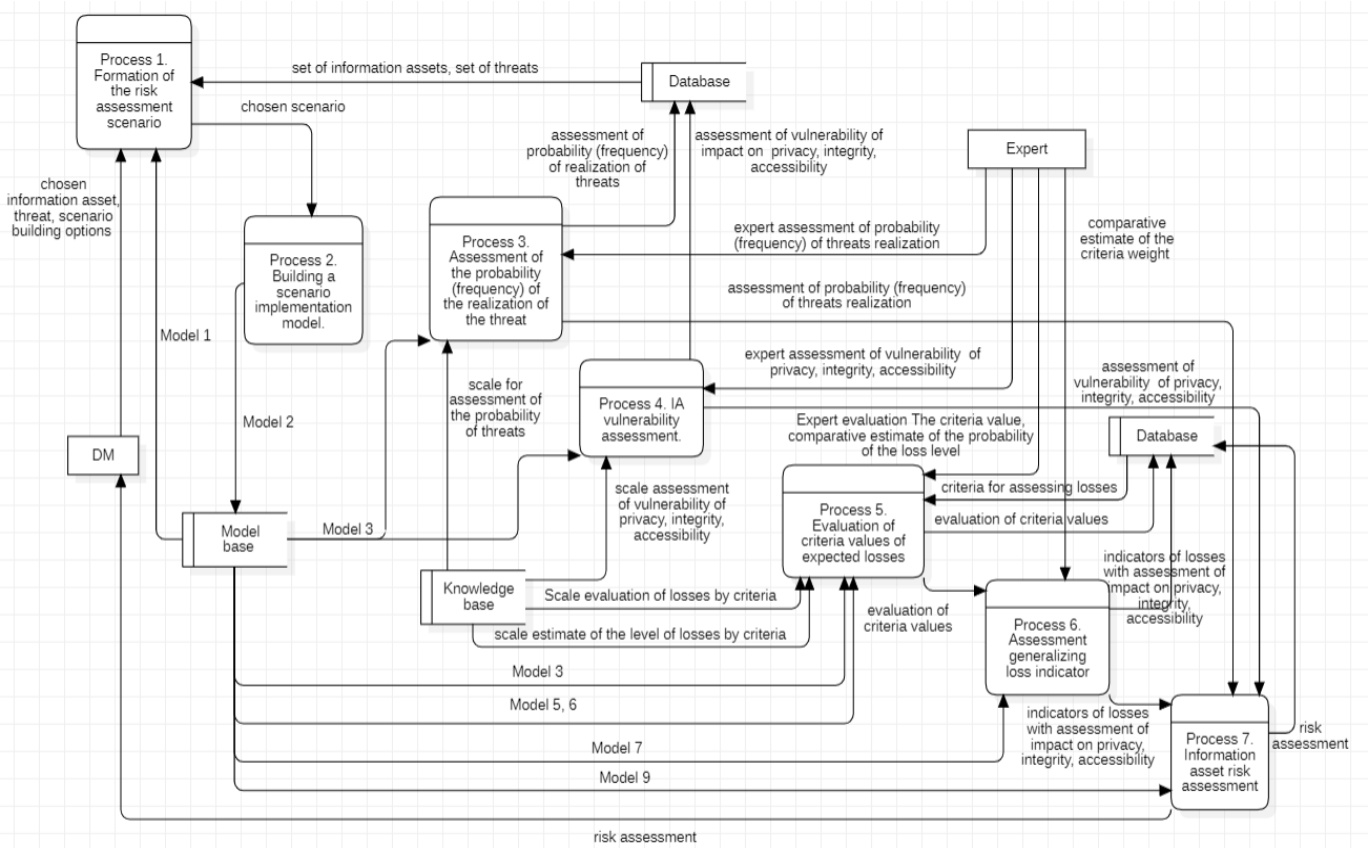 Process 1.
Formation of
the risk
assessment
scenario
set of information assets, set of threats
Database
chosen scenario
assessment of
probability (frequency)
of realization of
threats
assessment of vulnerability of
impact on privacy, integrity,
accessibility
Expert
chosen
information asset,
threat, scenario
building options
comparative
estimate of the
criteria weight
expert assessment of probability
(frequency) of threats realization
Process 2.
Building a
scenario
implementation
model.
Process 3.
Assessment of
the probability
(frequency) of
the realization of
the threat
assessment of probability (frequency)
of threats realization
Model 1
expert assessment of vulnerability of
privacy, integrity, accessibility
assessment of
vulnerability of privacy,
integrity, accessibility
scale for
assessment of
the probability
of threats
Process 4. IA
vulnerability
assessment.
Model 2
Expert evaluation The criteria value,
comparative estimate of the probability
of the loss level
Database
DM
criteria for assessing losses
scale assessment
of vulnerability of
privacy, integrity,
accessibility
Process 5.
Evaluation of
criteria values of
expected losses
evaluation of criteria values
Model
base
Model 3
indicators of losses
with assessment of
impact on privacy,
integrity,
accessibility
Knowledge
base
Scale evaluation of losses by criteria
evaluation of
criteria values
scale estimate of the level of losses by criteria
Process 6.
Assessment
generalizing
loss indicator
Model 3
Model 5, 6
indicators of losses
with assessment of
impact on privacy,
integrity, accessibility
Process 7.
Information
asset risk
assessment
risk
assessment
Model 7
Model 9
risk assessment